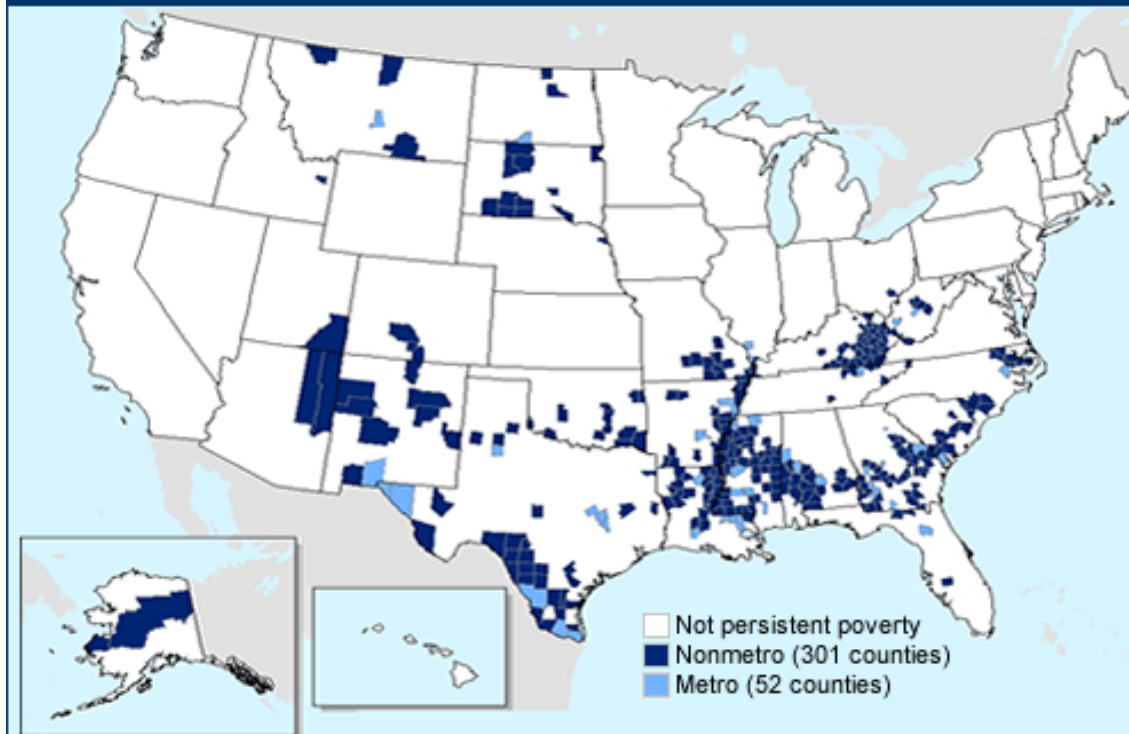 Not persistent poverty
Nonmetro (301 counties)
Metro (52 counties)